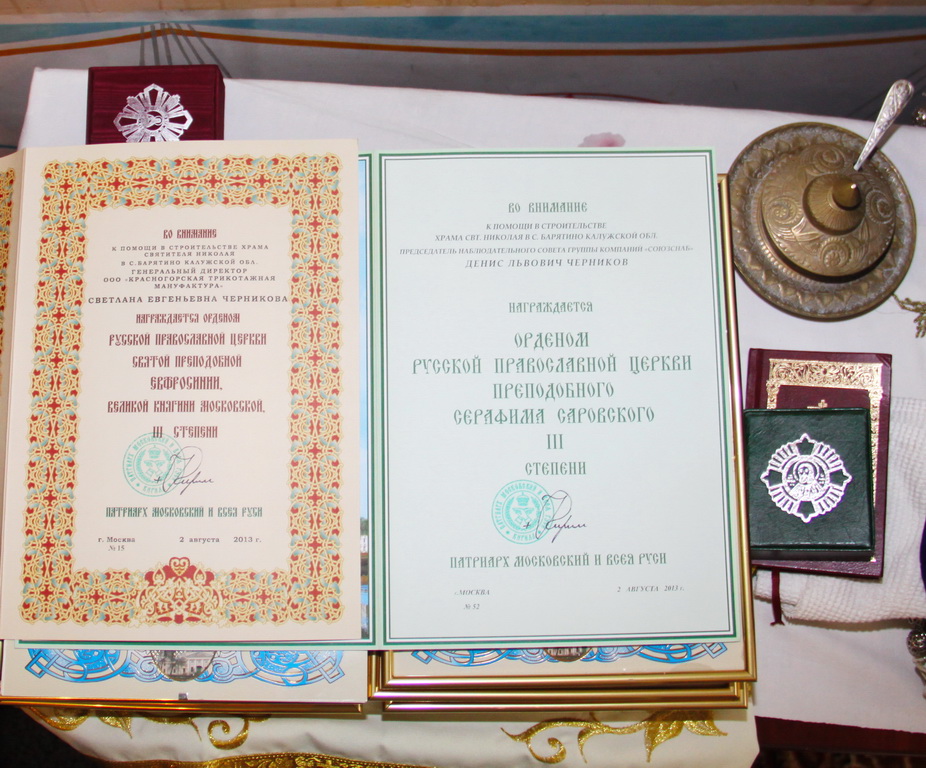 ВО ВНИМАНИЕ
К ПОМОЩИ В СТРОИТЕЛЬСТВЕ ХРАМА
СВЯТИТЕЛЯ НИКОЛАЯ
В С. БАРЯТИНО КАЛУЖСКОЙ ОБЛ.
ГЕНЕРАЛЬНЫЙ ДИРЕКТОР
ООО «КРАСНОГОРСКАЯ ТРИКОТАЖНАЯ
МАНУФАКТУРА»
СВЕТЛАНА ЕВГЕНЬЕВНА ЧЕРНИКОВА
НАГРАЖДАЕТСЯ ОРДЕНОМ
РУССКОЙ ПРАВОСЛАВНОЙ ЦЕРКВИ
СВЯТОЙ ПРЕПОДОБНОЙ
ЕВФРОСИНИИ,
ВЕЛИКОЙ КНЯГИНИ МОСКОВСКОЙ,
III СТЕПЕНИ
ПАТРИАРХ МОСКОВСКИЙ И ВСЕЯ РУСИ
г. Москва 2 августа 2013 г.
№ 15
ВО ВНИМАНИЕ
К ПОМОЩИ В СТРОИТЕЛЬСТВЕ
ХРАМА СВТ. НИКОЛАЯ В С. БАРЯТИНО КАЛУЖСКОЙ ОБЛ.
ПРЕДСЕДАТЕЛЬ НАБЛЮДАТЕЛЬНОГО СОВЕТА ГРУППЫ КОМПАНИИ «СОЮЗСНАБ»
ДЕНИС ЛЬВОВИЧ ЧЕРНИКОВ
НАГРАЖДАЕТСЯ
ОРДЕНОМ
РУССКОЙ ПРАВОСЛАВНОЙ ЦЕРКВИ
ПРЕПОДОБНОГО
СЕРАФИМА САРОВСКОГО
III
СТЕПЕНИ
ПАТРИАРХ МОСКОВСКИЙ И ВСЕЯ РУСИ
г. МОСКВА 2 АВГУСТА 2013 г.
№ 52